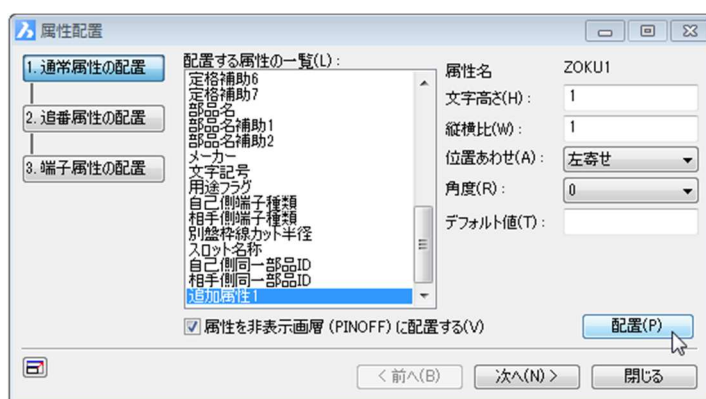 属性配置
1. 通常属性の配置
2. 追番属性の配置
3. 端子属性の配置
配置する属性の一覧(L):
定格補助6
定格補助7
部品名
部品名補助1
部品名補助2
メーカー
文字記号
用途フラグ
自己側端子種類
相手側端子種類
別盤枠線カット半径
スロット名称
自己側同一部品ID
相手側同一部品ID
追加属性1
属性を非表示画層 (PINOFF) に配置する(V)
属性名 ZOKU1
文字高さ(H): 1
縦横比(W): 1
位置あわせ(A): 左寄せ
角度(R): 0
デフォルト値(T):
配置(P)
< 前へ(B) 次へ(N) > 閉じる